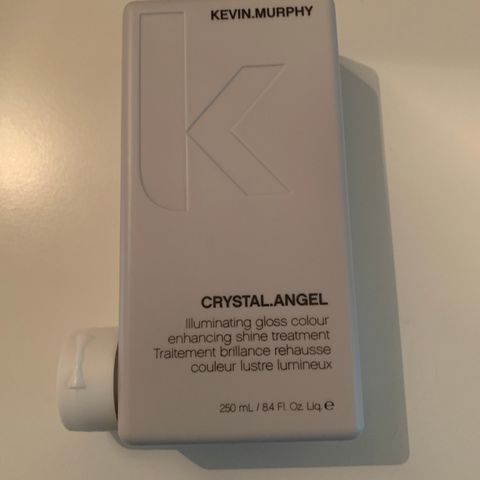 KEVIN.MURPHY
K
CRYSTAL.ANGEL
Illuminating gloss colour
enhancing shine treatment
Traitement brillance rehausse
couleur lustre lumineux
250 mL / 8.4 Fl. Oz. Liq. ℮